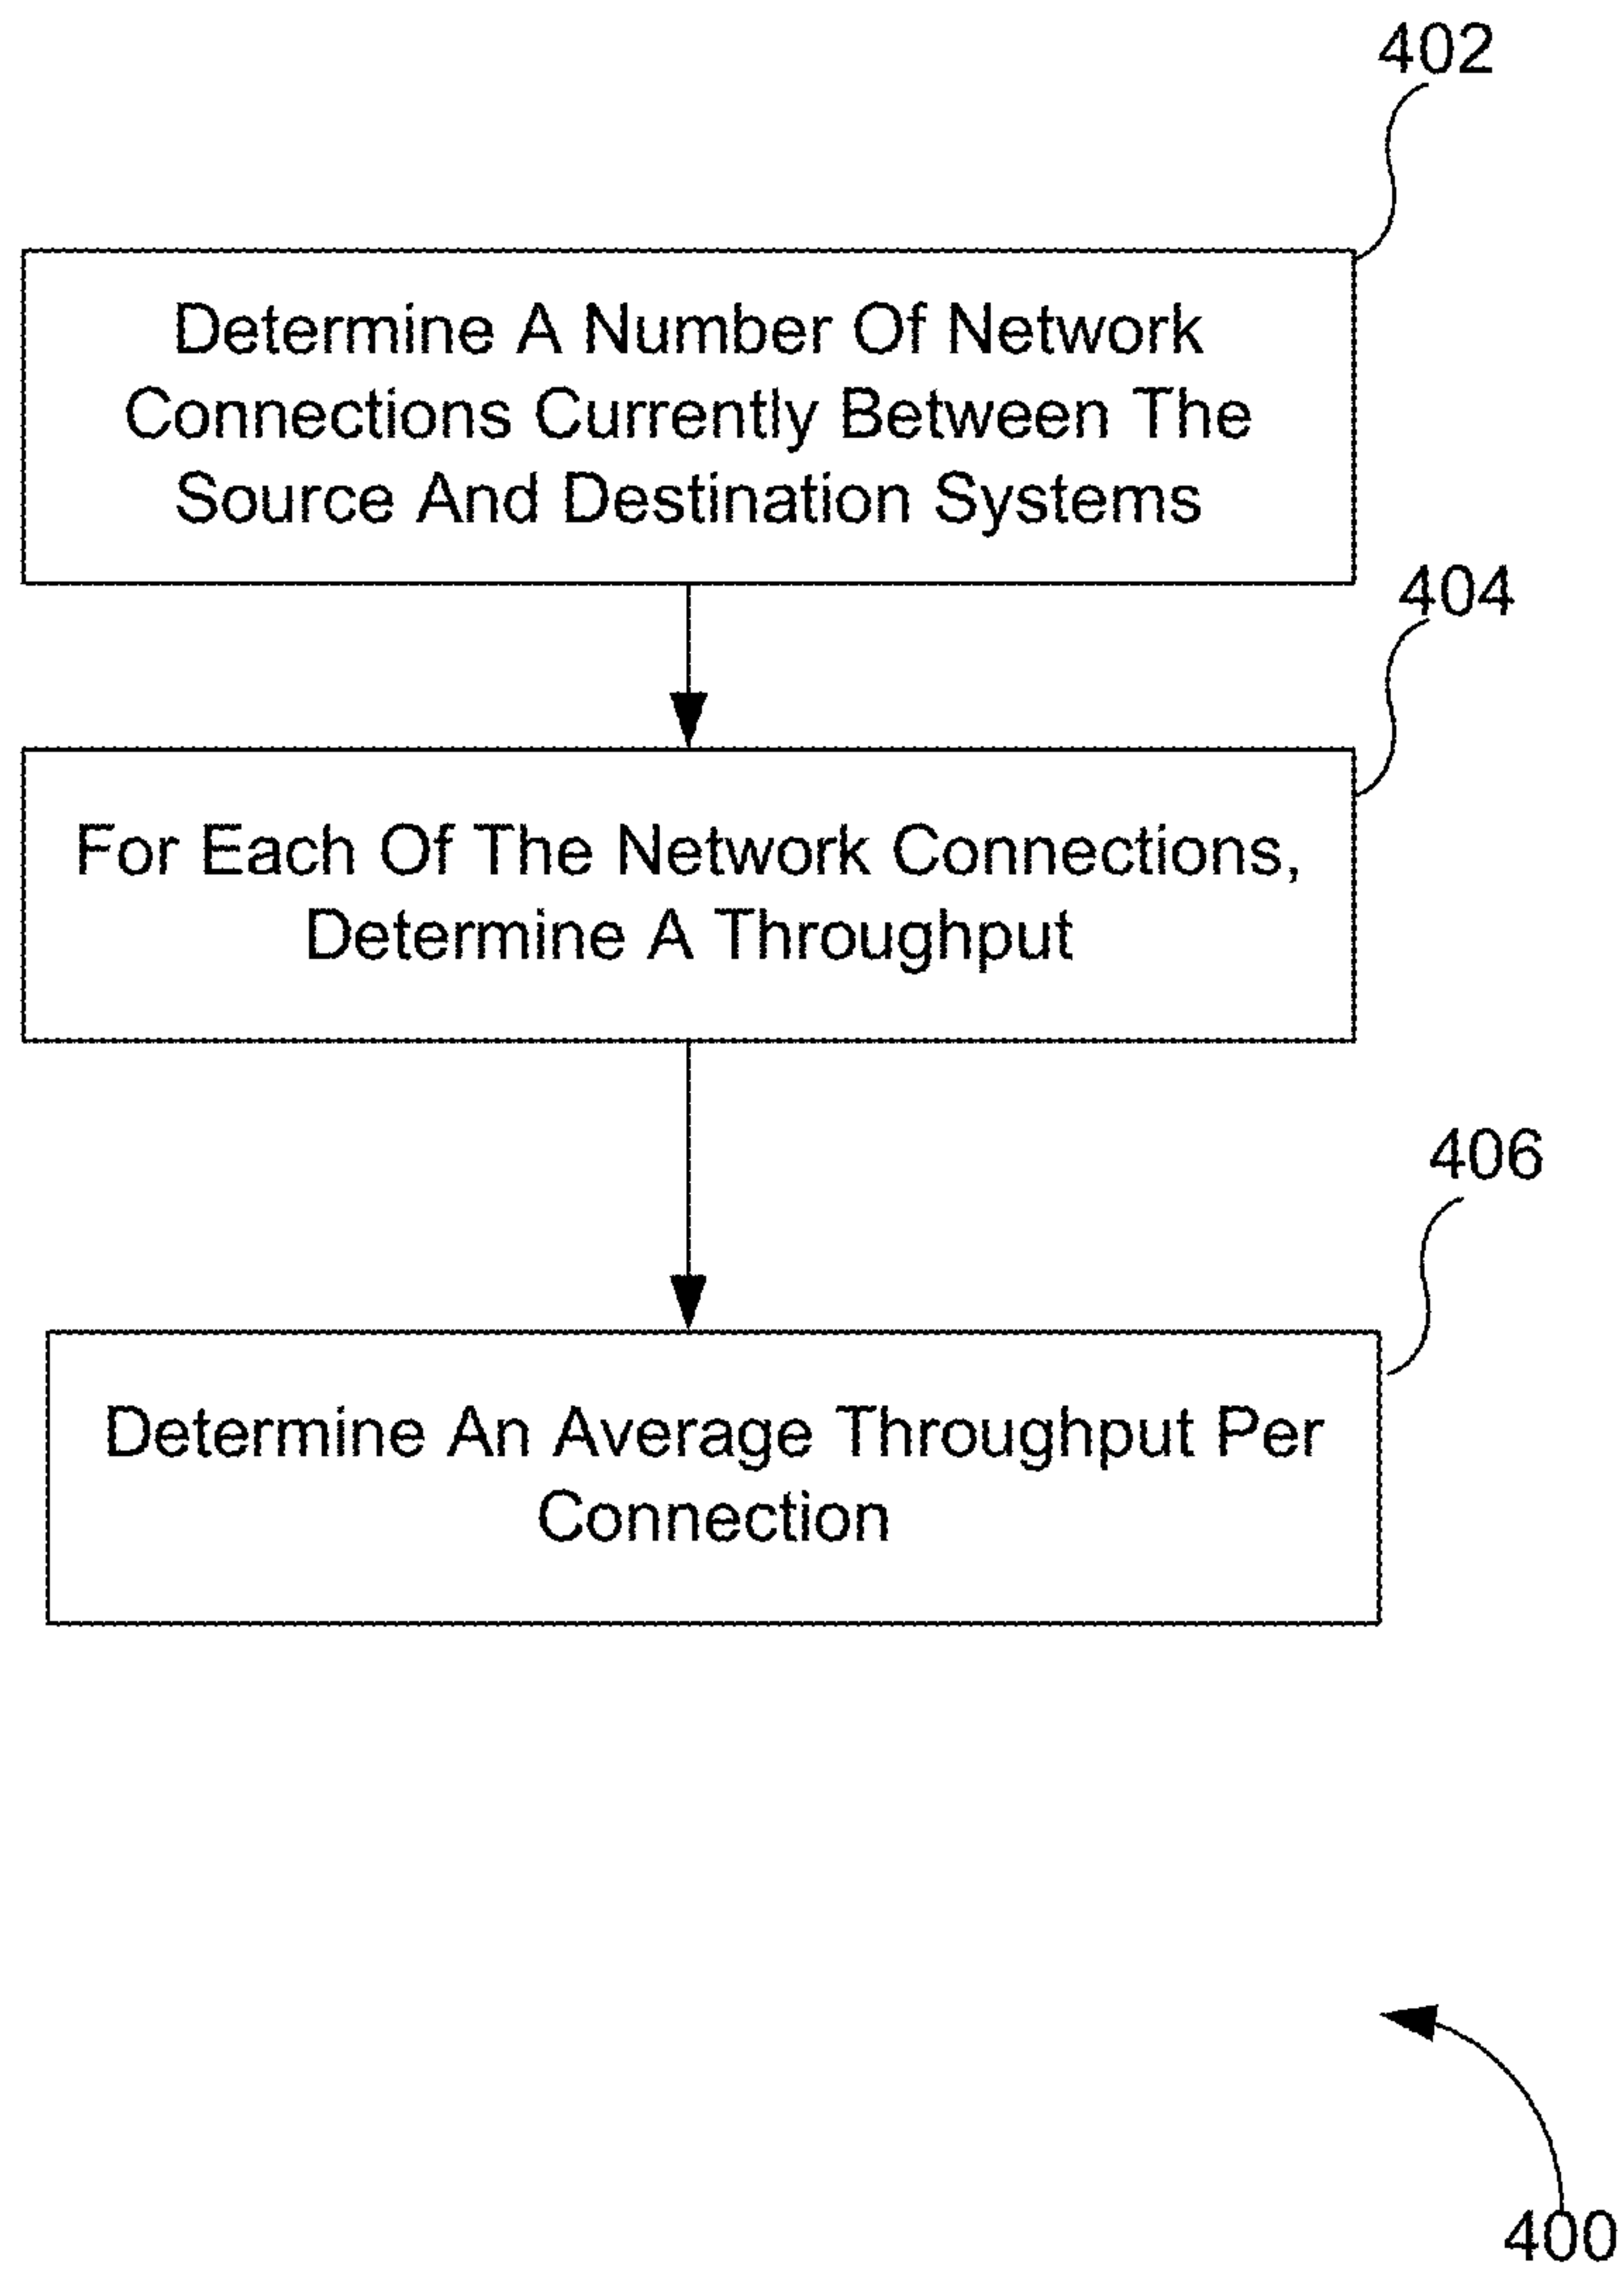 402
Determine A Number Of Network
Connections Currently Between The
Source And Destination Systems
404
For Each Of The Network Connections,
Determine A Throughput
406
Determine An Average Throughput Per
Connection
400